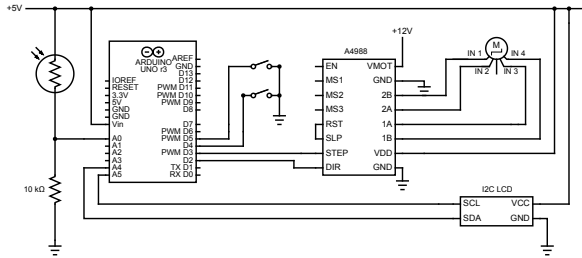 +5V
+12V
ARDUINO
UNO r3
IOREF
RESET
3.3V
5V
GND
GND
Vin
A0
A1
A2
A3
A4
A5
AREF
GND
D13
D12
PWM D11
PWM D10
PWM D9
D8
D7
PWM D6
PWM D5
D4
PWM D3
D2
TX D1
RX D0
10 kΩ
A4988
EN
MS1
MS2
MS3
RST
SLP
STEP
DIR
VMOT
GND
2B
2A
1A
1B
VDD
GND
M
IN 1
IN 4
IN 2
IN 3
I2C LCD
SCL
SDA
VCC
GND